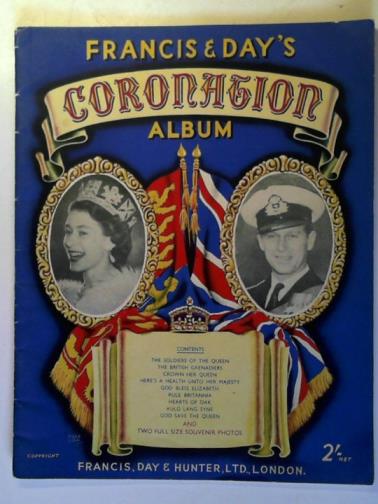 FRANCIS & DAY'S
CORONATION
ALBUM
CONTENTS
THE SOLDIERS OF THE QUEEN
THE BRITISH GRENADIERS
CROWN HER QUEEN
HERE'S A HEALTH UNTO HER MAJESTY
GOD BLESS ELIZABETH
RULE BRITANNIA
HEARTS OF OAK
AULD LANG SYNE
GOD SAVE THE QUEEN
AND
TWO FULL SIZE SOUVENIR PHOTOS
COPYRIGHT
2/- NET
FRANCIS, DAY & HUNTER, LTD., LONDON.